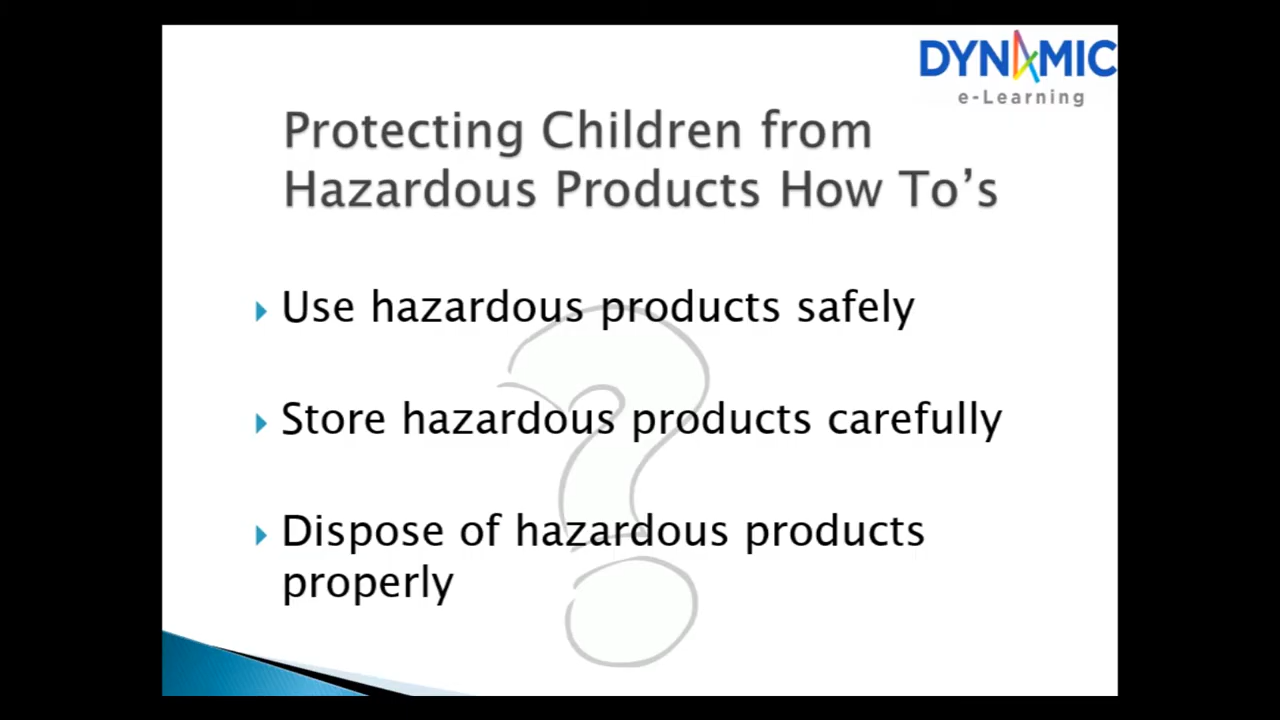 DYNAMIC
e-Learning
Protecting Children from
Hazardous Products How To’s
Use hazardous products safely
Store hazardous products carefully
Dispose of hazardous products
properly